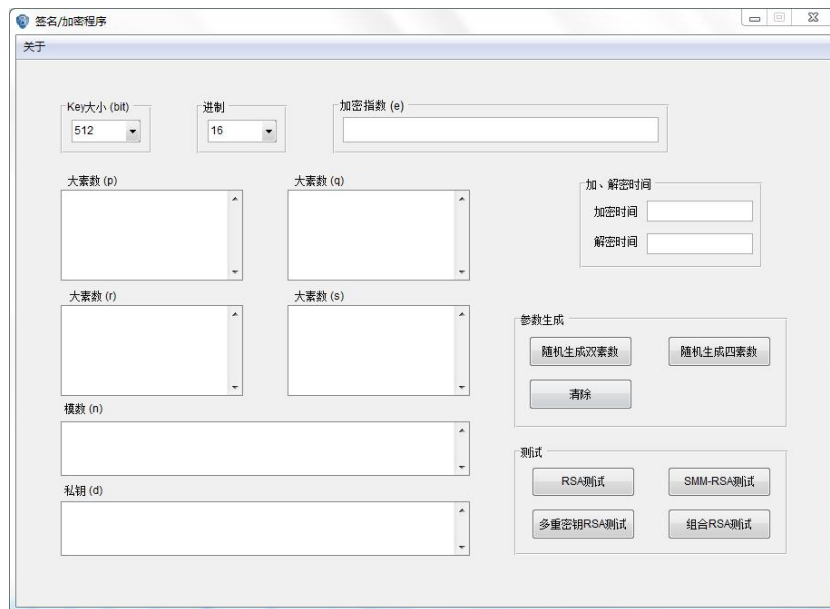 签名/加密程序
关于
Key大小 (bit)
进制
加密指数 (e)
512
16
大素数 (p)
大素数 (q)
加、解密时间
加密时间
解密时间
大素数 (r)
大素数 (s)
参数生成
随机生成双素数
随机生成四素数
清除
模数 (n)
测试
RSA测试
SMM-RSA测试
私钥 (d)
多重密钥RSA测试
组合RSA测试